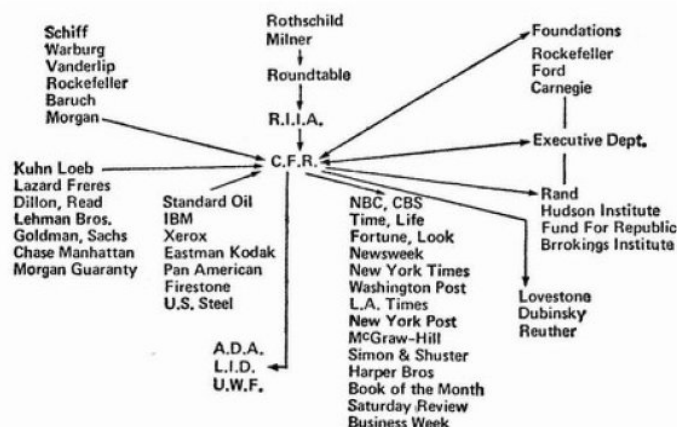 Schiff
Warburg
Vanderlip
Rockefeller
Baruch
Morgan
Rothschild
Milner
Roundtable
R.I.I.A.
C.F.R.
Foundations
Rockefeller
Ford
Carnegie
Executive Dept.
Rand
Hudson Institute
Fund For Republic
Brrokings Institute
Kuhn Loeb
Lazard Freres
Dillon, Read
Lehman Bros.
Goldman, Sachs
Chase Manhattan
Morgan Guaranty
Standard Oil
IBM
Xerox
Eastman Kodak
Pan American
Firestone
U.S. Steel
NBC, CBS
Time, Life
Fortune, Look
Newsweek
New York Times
Washington Post
L.A. Times
New York Post
McGraw-Hill
Simon & Shuster
Harper Bros
Book of the Month
Saturday Review
Business Week
Lovestone
Dubinsky
Reuther
A.D.A.
L.I.D.
U.W.F.